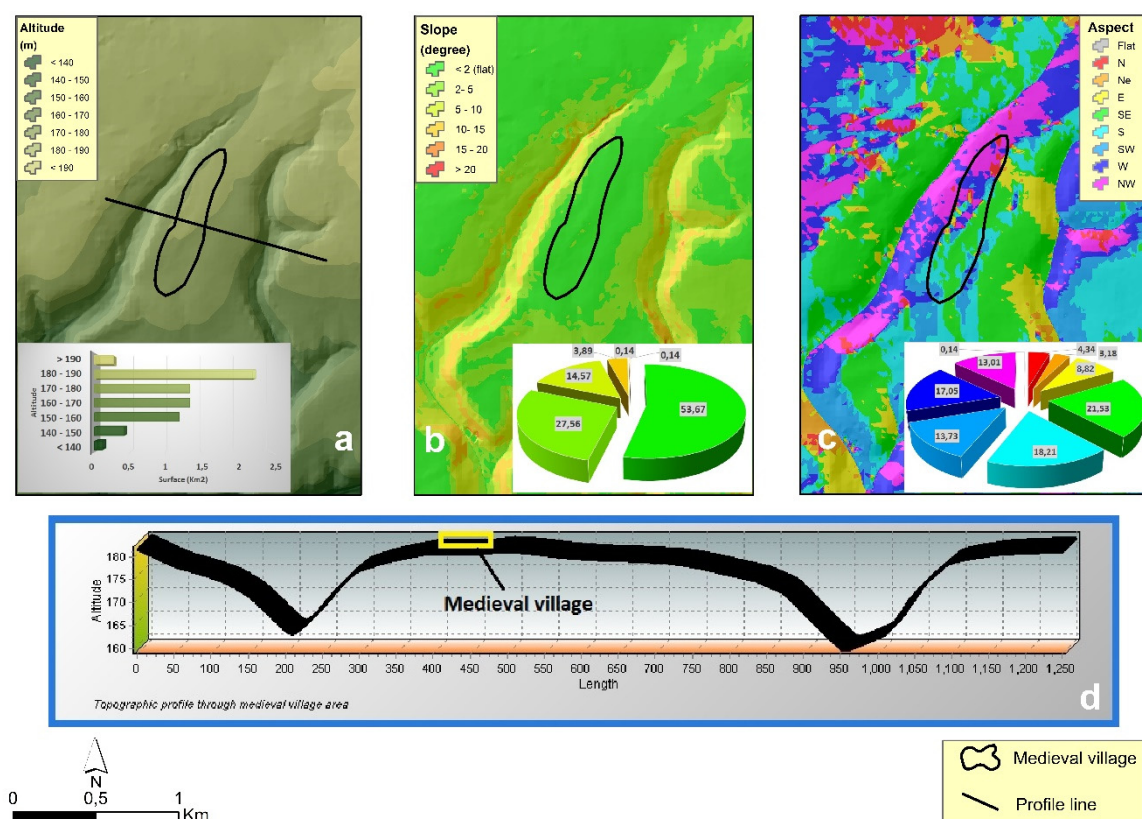 Altitude
(m)
< 140
140 - 150
150 - 160
160 - 170
170 - 180
180 - 190
< 190
> 190
180 - 190
170 - 180
160 - 170
150 - 160
140 - 150
< 140
Altitude
0 0,5 1 1,5 2 2,5
Surface (Km2)
a
Slope
(degree)
< 2 (flat)
2- 5
5 - 10
10- 15
15 - 20
> 20
3,89 0,14 0,14
14,57
53,67
27,56
b
Aspect
Flat
N
Ne
E
SE
S
SW
W
NW
0,14 4,34
13,01 3,18
8,82
17,05
21,53
13,73
18,21
c
180
175
170
165
160
Altitude
Medieval village
0 50 100 150 200 250 300 350 400 450 500 550 600 650 700 750 800 850 900 950 1,000 1,050 1,100 1,150 1,200 1,250
Length
Topographic profile through medieval village area
d
N
0 0,5 1
Km
Medieval village
Profile line